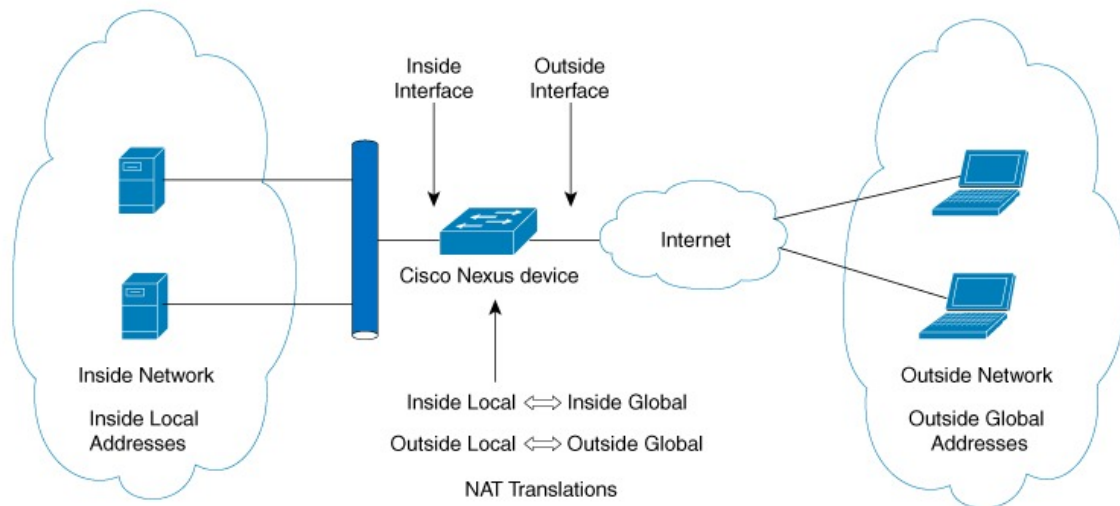 Inside
Interface
Outside
Interface
Internet
Cisco Nexus device
Inside Network
Inside Local
Addresses
Outside Network
Outside Global
Addresses
Inside Local ⇔ Inside Global
Outside Local ⇔ Outside Global
NAT Translations